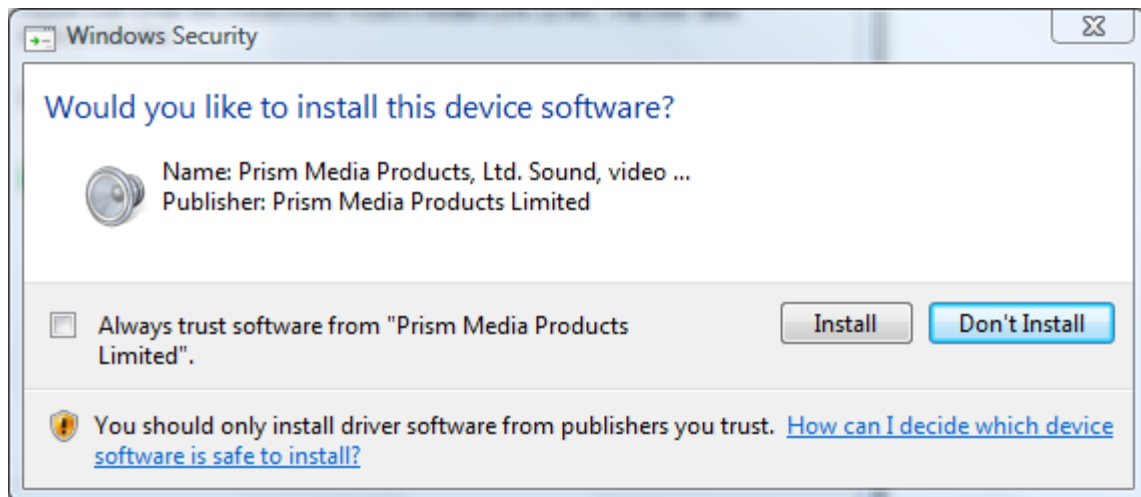 Windows Security
Would you like to install this device software?
Name: Prism Media Products, Ltd. Sound, video ...
Publisher: Prism Media Products Limited
Always trust software from "Prism Media Products
Limited".
Install
Don't Install
You should only install driver software from publishers you trust. How can I decide which device
software is safe to install?